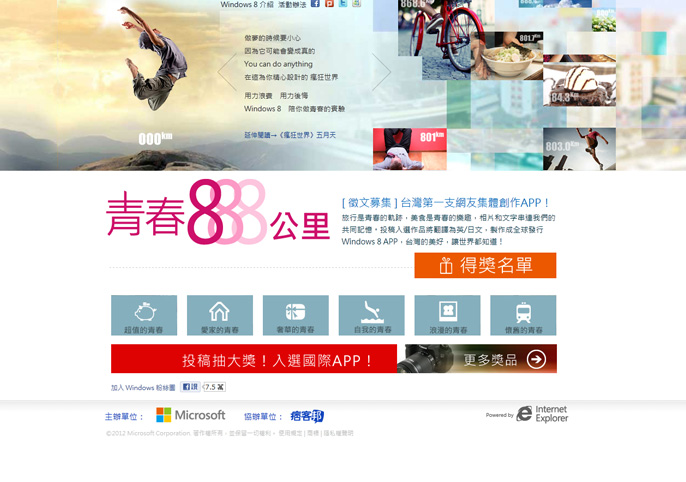 Windows 8 介紹 活動辦法
868.6
做夢的時候要小心
因為它可能會變成真的
You can do anything
在這為你精心設計的 瘋狂世界
用力浪費 用力後悔
Windows 8 陪你做青春的實驗
延伸閱讀→《瘋狂世界》五月天
000km
801.7Km
804.3Km
801km
803.0Km
青春888公里
[ 徵文募集 ] 台灣第一支網友集體創作APP！
旅行是青春的軌跡，美食是青春的樂趣，相片和文字串連我們的
共同記憶。投稿入選作品將翻譯為英/日文，製作成全球發行
Windows 8 APP，台灣的美好，讓世界都知道！
得獎名單
超值的青春
愛家的青春
奢華的青春
自我的青春
浪漫的青春
懷舊的青春
投稿抽大獎！入選國際APP！
更多獎品
加入 Windows 粉絲團 讚 7.5 萬
主辦單位： Microsoft 協辦單位： 痞客邦 Powered by Internet Explorer
©2012 Microsoft Corporation. 著作權所有，並保留一切權利。 使用規定 | 商標 | 隱私權聲明